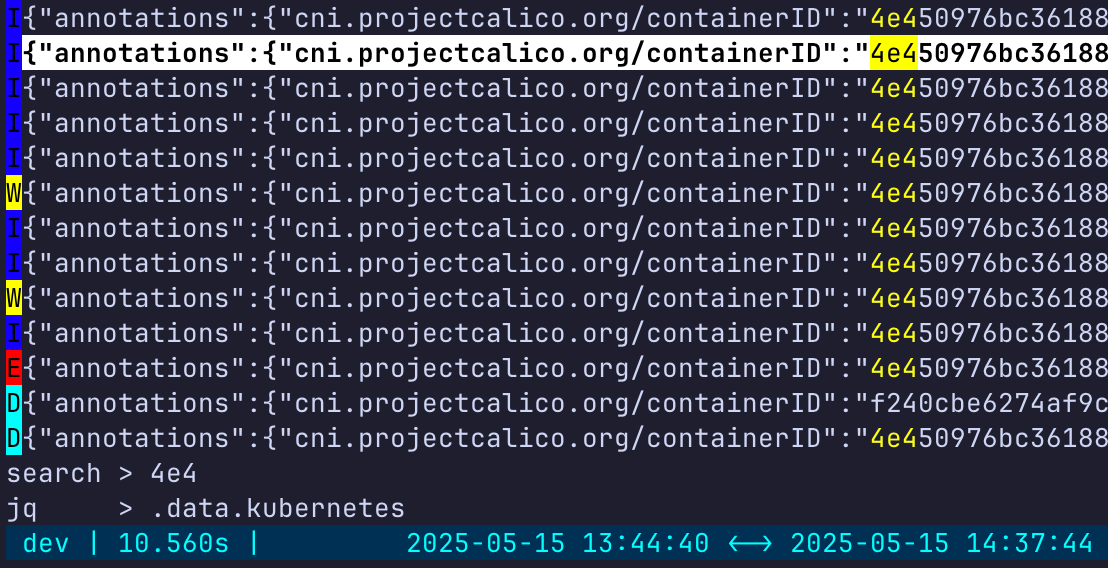 I{"annotations":{"cni.projectcalico.org/containerID":"4e450976bc36188
I{"annotations":{"cni.projectcalico.org/containerID":"4e450976bc36188
I{"annotations":{"cni.projectcalico.org/containerID":"4e450976bc36188
I{"annotations":{"cni.projectcalico.org/containerID":"4e450976bc36188
I{"annotations":{"cni.projectcalico.org/containerID":"4e450976bc36188
W{"annotations":{"cni.projectcalico.org/containerID":"4e450976bc36188
I{"annotations":{"cni.projectcalico.org/containerID":"4e450976bc36188
I{"annotations":{"cni.projectcalico.org/containerID":"4e450976bc36188
W{"annotations":{"cni.projectcalico.org/containerID":"4e450976bc36188
I{"annotations":{"cni.projectcalico.org/containerID":"4e450976bc36188
E{"annotations":{"cni.projectcalico.org/containerID":"4e450976bc36188
D{"annotations":{"cni.projectcalico.org/containerID":"f240cbe6274af9c
D{"annotations":{"cni.projectcalico.org/containerID":"4e450976bc36188
search > 4e4
jq     > .data.kubernetes
dev | 10.560s |         2025-05-15 13:44:40 <-> 2025-05-15 14:37:44